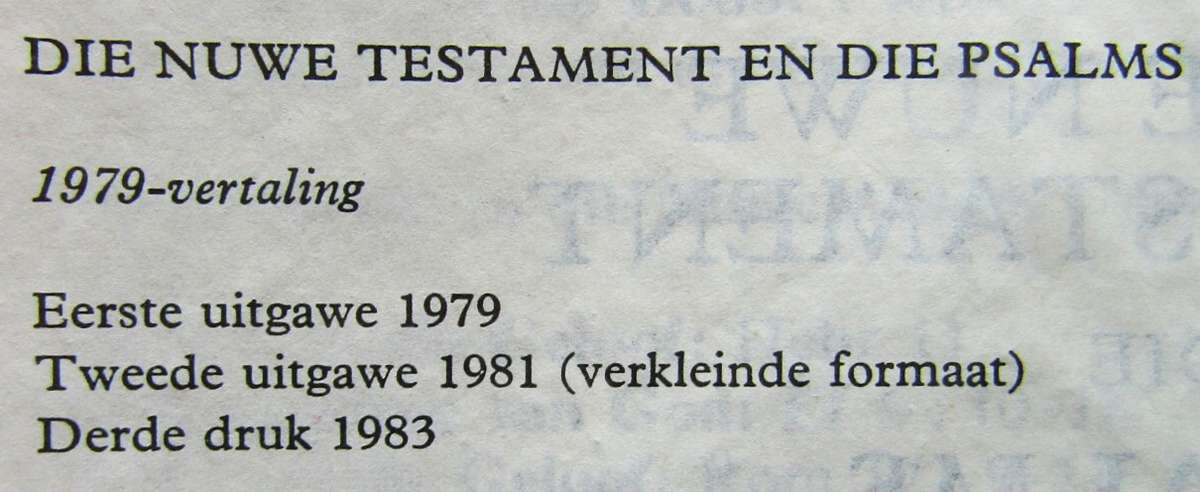 DIE NUWE TESTAMENT EN DIE PSALMS
1979-vertaling
Eerste uitgawe 1979
Tweede uitgawe 1981 (verkleinde formaat)
Derde druk 1983